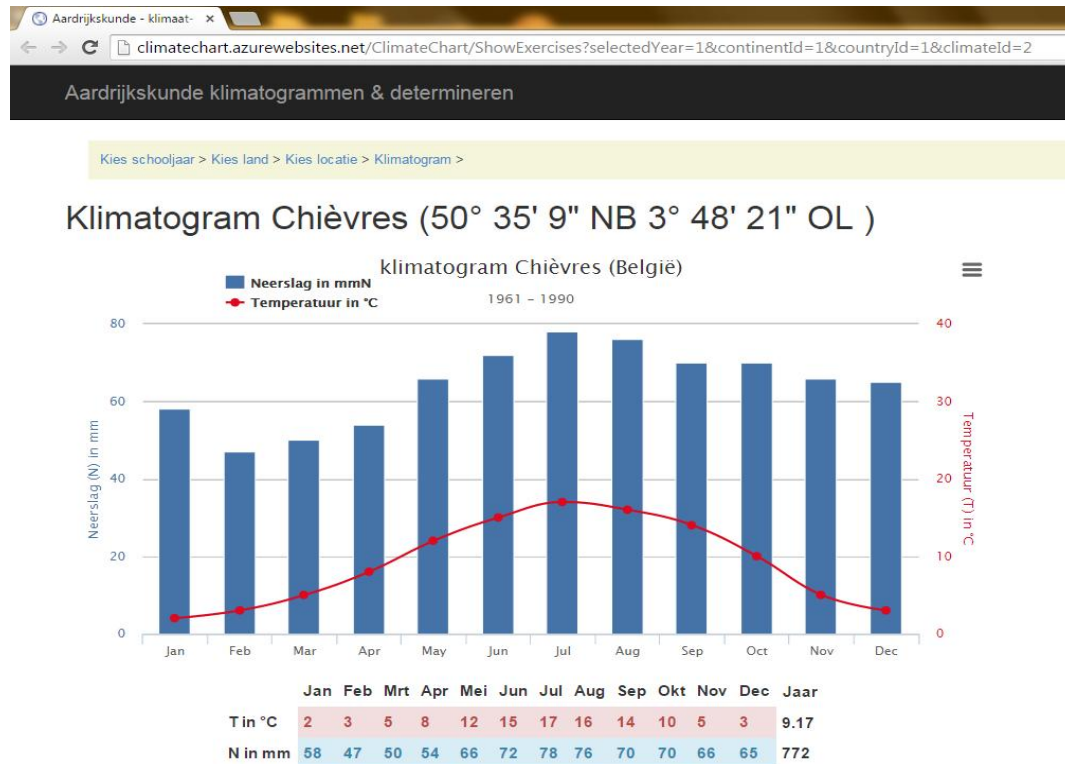 Aardrijkskunde - klimaat- ×
climatechart.azurewebsites.net/ClimateChart/ShowExercises?selectedYear=1&continentId=1&countryId=1&climateId=2
Aardrijkskunde klimatogrammen & determineren
Kies schooljaar > Kies land > Kies locatie > Klimatogram >
Klimatogram Chièvres (50° 35' 9" NB 3° 48' 21" OL )
klimatogram Chièvres (België)
1961 – 1990
Neerslag in mmN
Temperatuur in °C
80
60
40
20
0
Neerslag (N) in mm
40
30
20
10
0
Temperatuur (T) in °C
Jan Feb Mar Apr May Jun Jul Aug Sep Oct Nov Dec
Jan Feb Mrt Apr Mei Jun Jul Aug Sep Okt Nov Dec Jaar
T in °C 2 3 5 8 12 15 17 16 14 10 5 3 9.17
N in mm 58 47 50 54 66 72 78 76 70 70 66 65 772